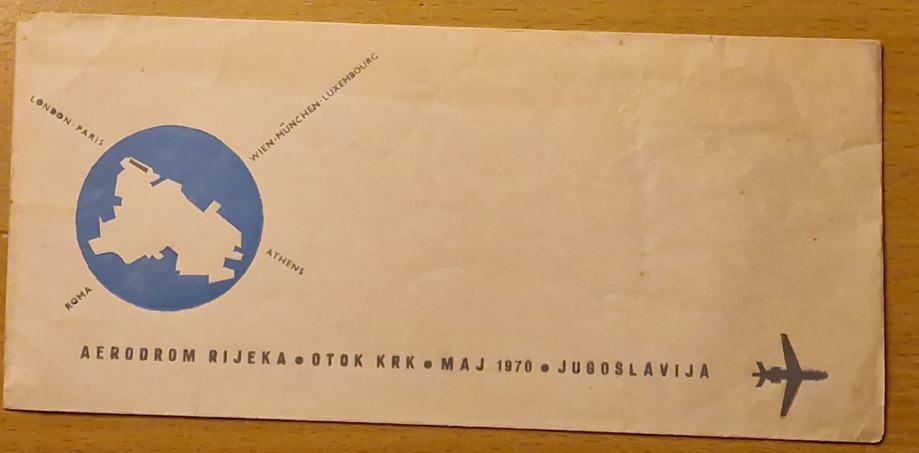 LONDON·PARIS
WIEN·MÜNCHEN·LUXEMBOURG
ATHENS
ROMA
AERODROM RIJEKA • OTOK KRK • MAJ 1970 • JUGOSLAVIJA